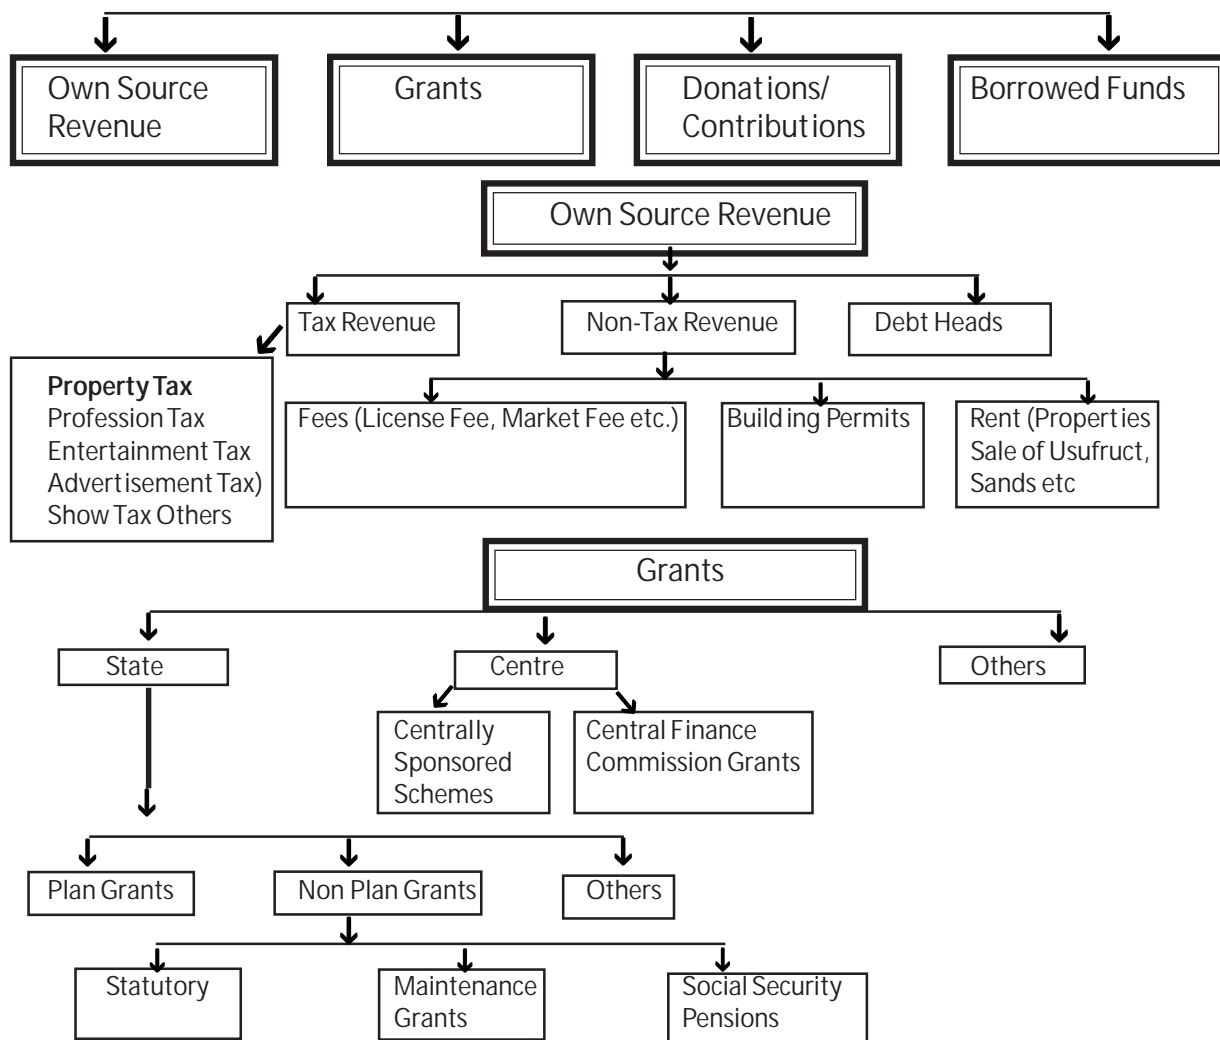 Own Source
Revenue
Grants
Donations/
Contributions
Borrowed Funds
Own Source Revenue
Tax Revenue
Non-Tax Revenue
Debt Heads
Property Tax
Profession Tax
Entertainment Tax
Advertisement Tax)
Show Tax Others
Fees (License Fee, Market Fee etc.)
Building Permits
Rent (Properties
Sale of Usufruct,
Sands etc
Grants
State
Centre
Others
Centrally
Sponsored
Schemes
Central Finance
Commission Grants
Plan Grants
Non Plan Grants
Others
Statutory
Maintenance
Grants
Social Security
Pensions